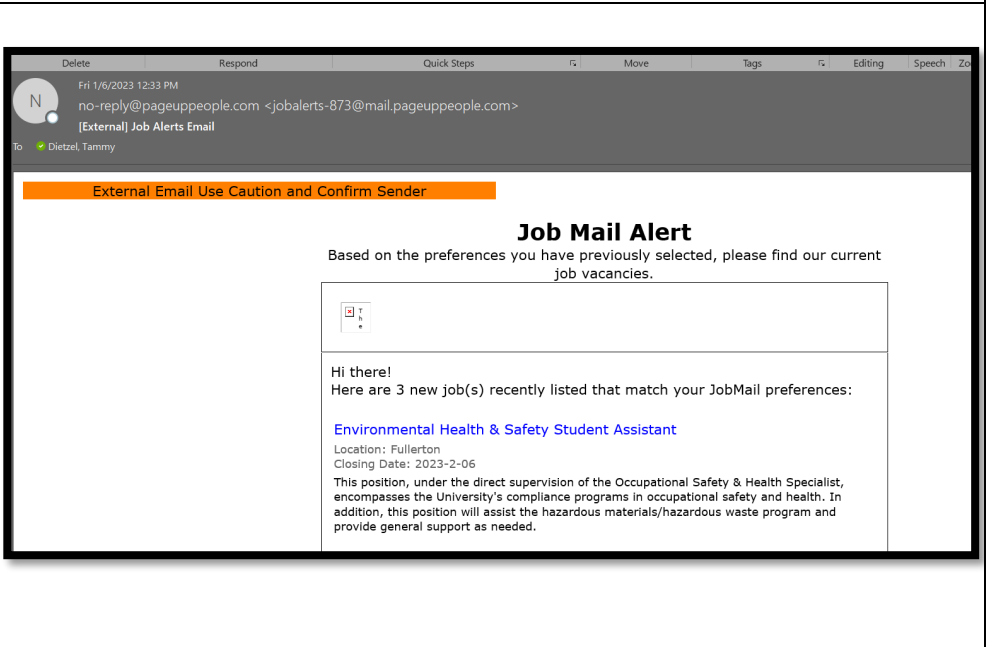 Delete Respond Quick Steps Move Tags Editing Speech Zo
Fri 1/6/2023 12:33 PM
N
no-reply@pageuppeople.com <jobalerts-873@mail.pageuppeople.com>
[External] Job Alerts Email
To Dietzel, Tammy
External Email Use Caution and Confirm Sender
Job Mail Alert
Based on the preferences you have previously selected, please find our current
job vacancies.
T
h
e
Hi there!
Here are 3 new job(s) recently listed that match your JobMail preferences:
Environmental Health & Safety Student Assistant
Location: Fullerton
Closing Date: 2023-2-06
This position, under the direct supervision of the Occupational Safety & Health Specialist,
encompasses the University's compliance programs in occupational safety and health. In
addition, this position will assist the hazardous materials/hazardous waste program and
provide general support as needed.